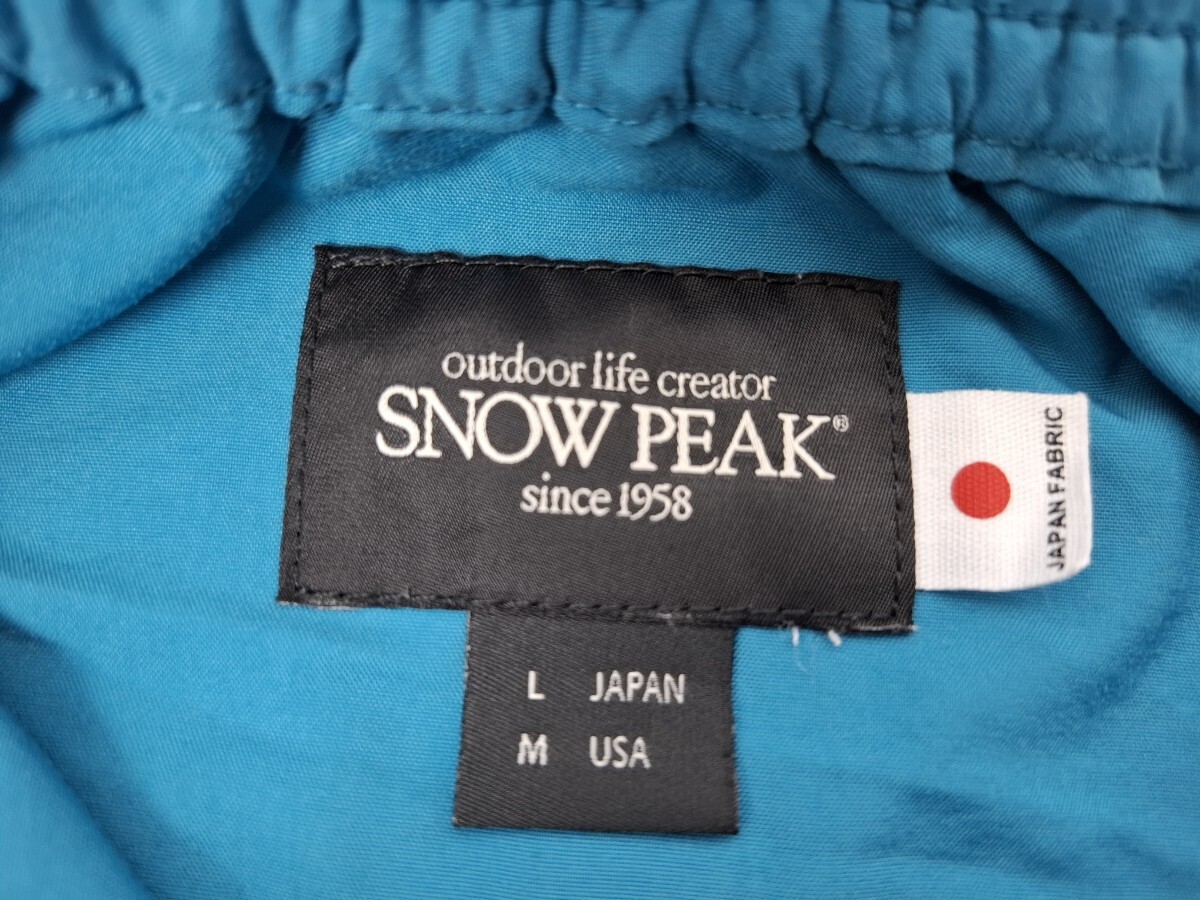 outdoor life creator
SNOW PEAK®
since 1958
JAPAN FABRIC
L JAPAN
M USA